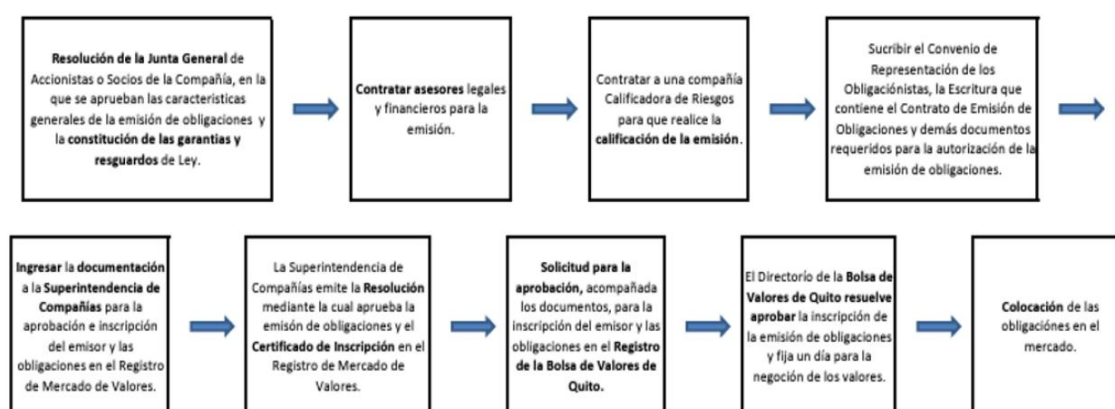 Resolución de la Junta General de
Accionistas o Socios de la Compañía, en la
que se aprueban las caracteristicas
generales de la emisión de obligaciones y
la constitución de las garantias y
resguardos de Ley.
Contratar asesores legales
y financieros para la
emisión.
Contratar a una compañía
Calificadora de Riesgos
para que realice la
calificación de la emisión.
Sucribir el Convenio de
Representación de los
Obligaciónistas, la Escritura que
contiene el Contrato de Emisión de
Obligaciones y demás documentos
requeridos para la autorización de la
emisión de obligaciones.
Ingresar la documentación
a la Superintendencia de
Compañías para la
aprobación e inscripción
del emisor y las
obligaciones en el Registro
de Mercado de Valores.
La Superintendencia de
Compañías emite la Resolución
mediante la cual aprueba la
emisón de obligaciones y el
Certificado de Inscripción en el
Registro de Mercado de
Valores.
Solicitud para la
aprobación, acompañada
los documentos, para la
inscripción del emisor y las
obligaciones en el Registro
de la Bolsa de Valores de
Quito.
El Directorío de la Bolsa de
Valores de Quito resuelve
aprobar la inscripción de
la emisión de obligaciones
y fija un día para la
negoción de los valores.
Colocación de las
obligaciónes en el
mercado.